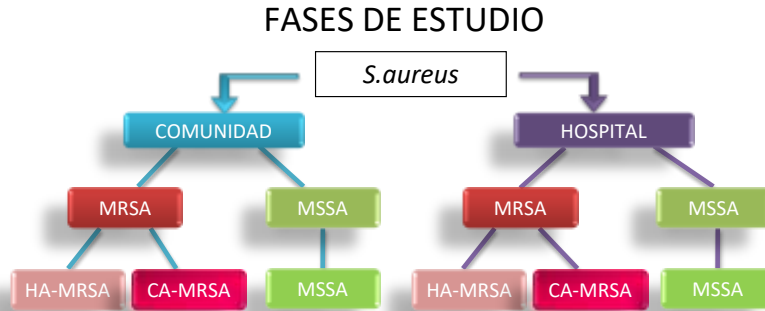 FASES DE ESTUDIO
S.aureus
COMUNIDAD
HOSPITAL
MRSA
MSSA
MRSA
MSSA
HA-MRSA
CA-MRSA
MSSA
HA-MRSA
CA-MRSA
MSSA